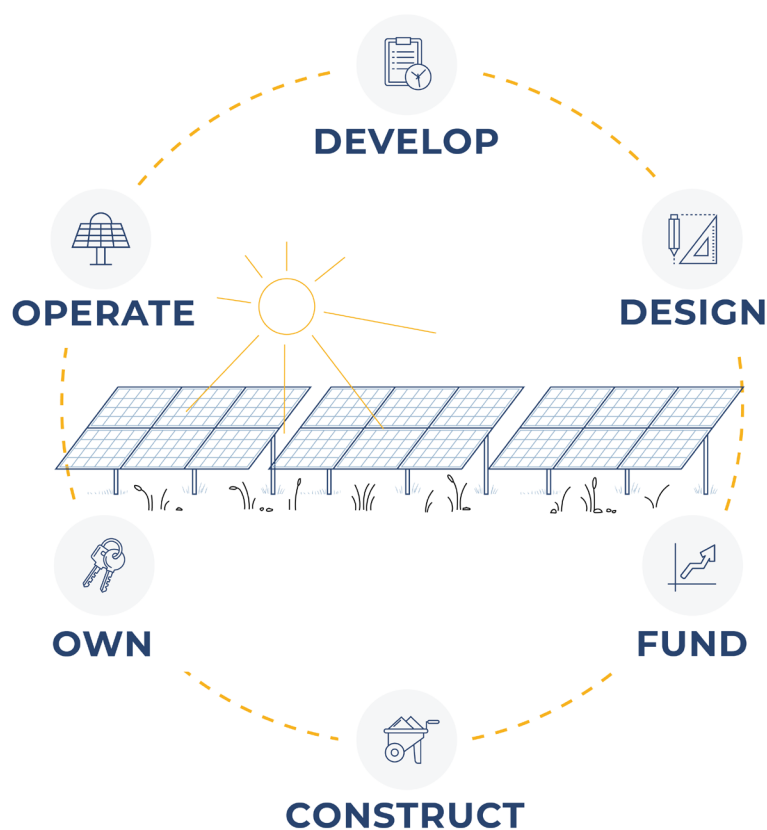 DEVELOP
DESIGN
FUND
CONSTRUCT
OWN
OPERATE